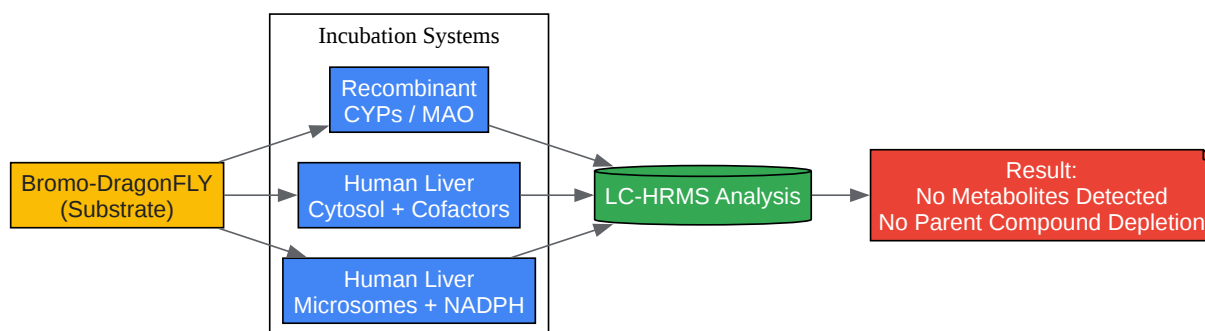 Incubation Systems
Recombinant
CYPs / MAO
Bromo-DragonFLY
(Substrate)
Human Liver
Cytosol + Cofactors
Human Liver
Microsomes + NADPH
LC-HRMS Analysis
Result:
No Metabolites Detected
No Parent Compound Depletion